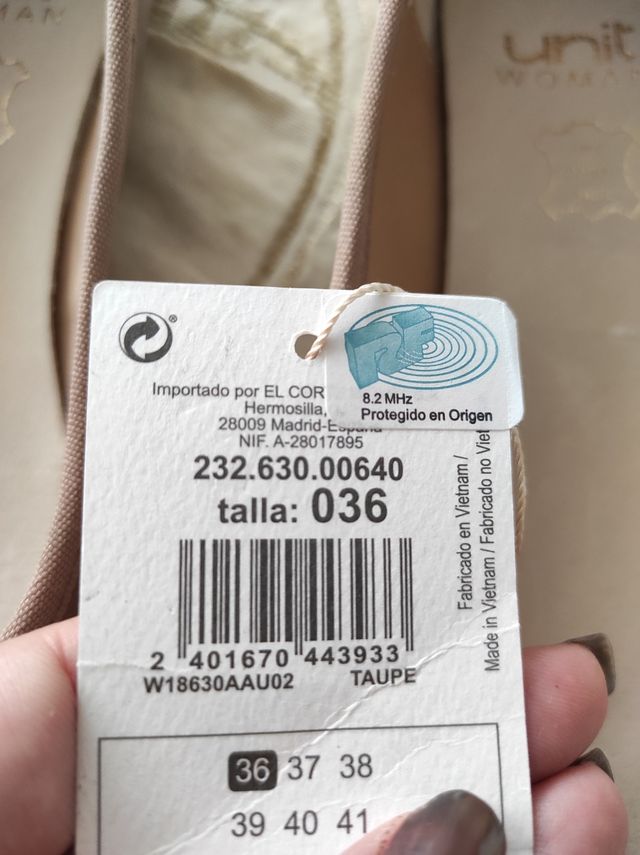 MAN
unit
WOMA
®
8.2 MHz
Protegido en Origen
Importado por EL COR
Hermosilla,
28009 Madrid-España
NIF. A-28017895
232.630.00640
talla: 036
Fabricado en Vietnam /
Made in Vietnam / Fabricado no Viet
2 401670 443933
W18630AAU02 TAUPE
36 37 38
39 40 41